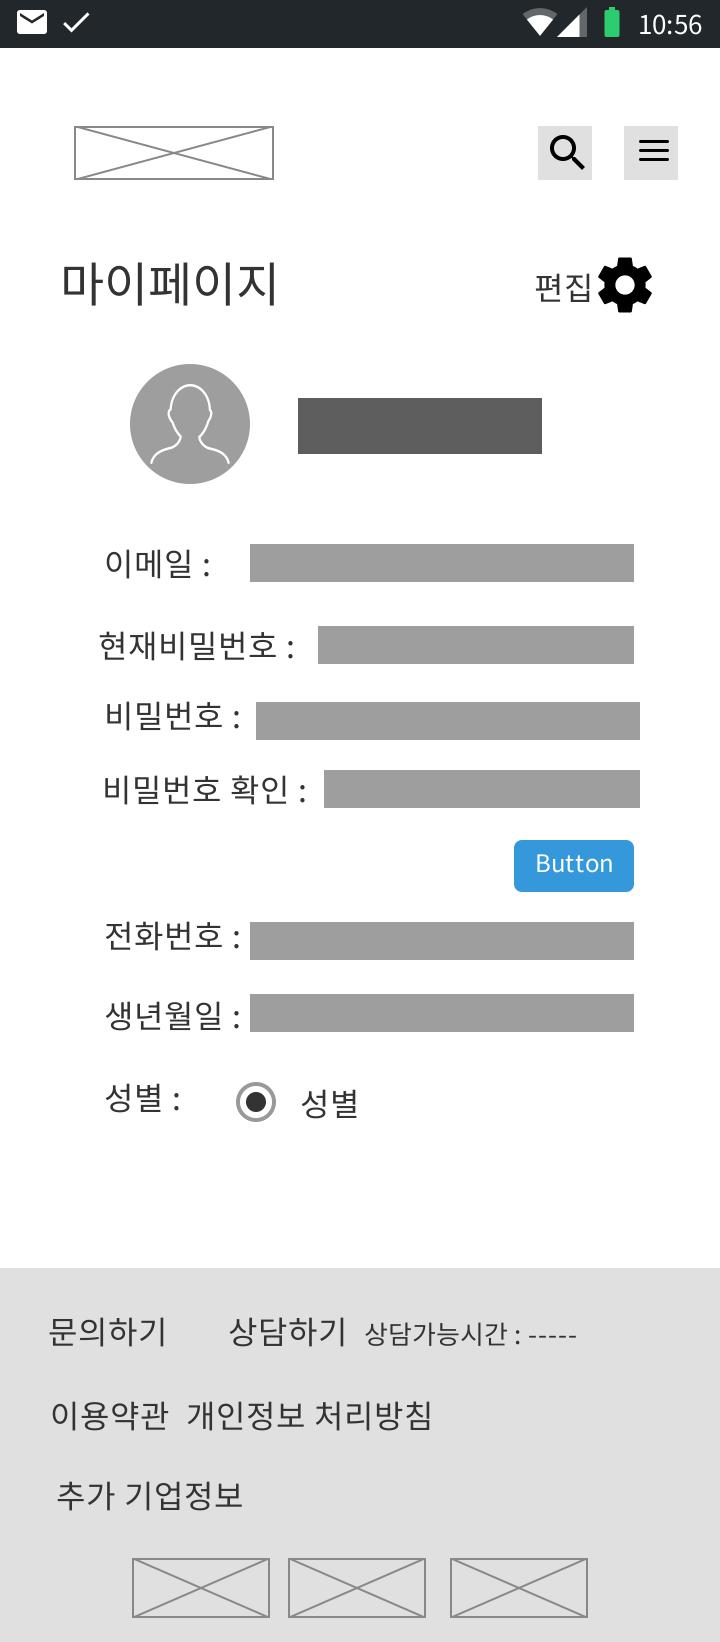 10:56
마이페이지
편집
이메일 :
현재비밀번호 :
비밀번호 :
비밀번호 확인 :
Button
전화번호 :
생년월일 :
성별 : 성별
문의하기 상담하기 상담가능시간 : -----
이용약관 개인정보 처리방침
추가 기업정보